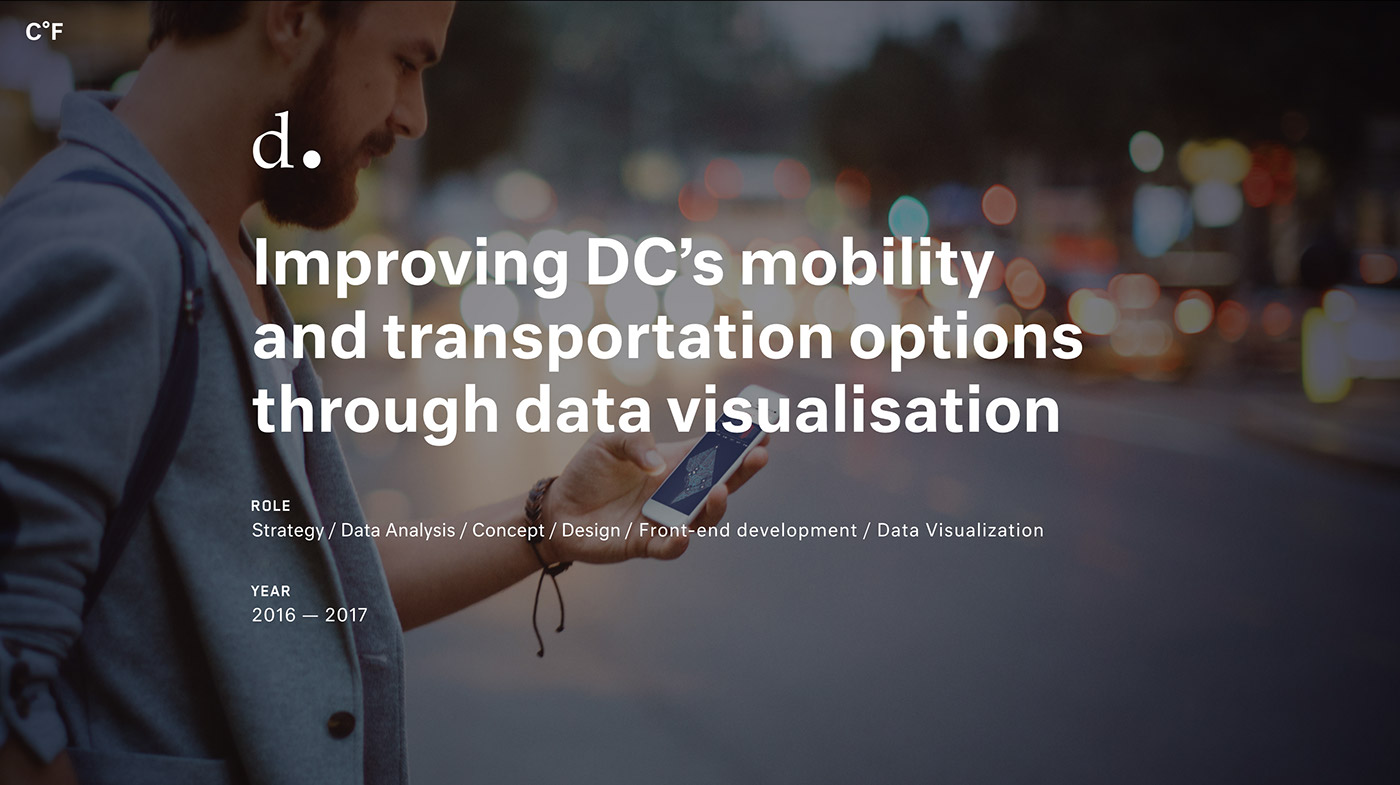 C°F
d.
Improving DC’s mobility
and transportation options
through data visualisation
ROLE
Strategy / Data Analysis / Concept / Design / Front-end development / Data Visualization
YEAR
2016 — 2017